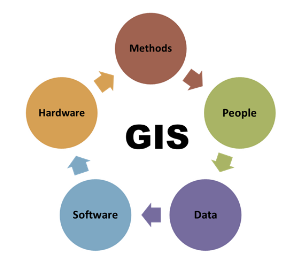 Methods
Hardware
People
GIS
Software
Data